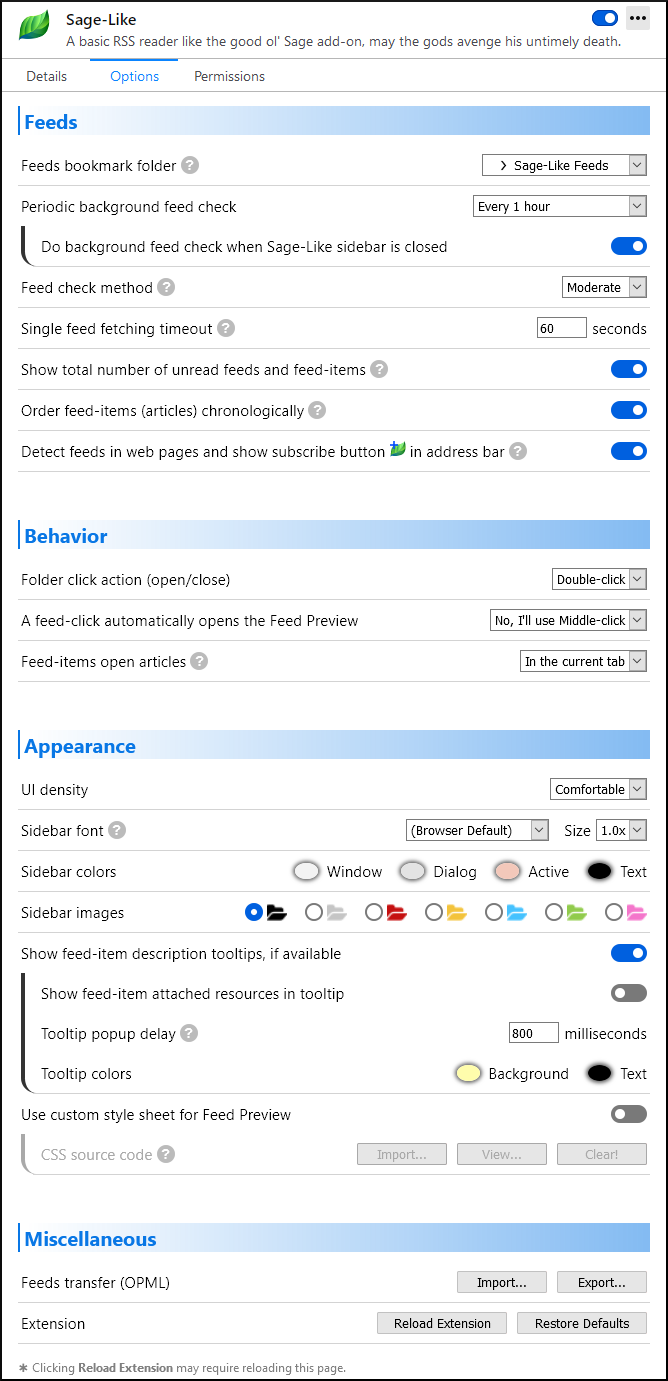 Sage-Like
A basic RSS reader like the good ol' Sage add-on, may the gods avenge his untimely death.
Details Options Permissions
Feeds
Feeds bookmark folder ? > Sage-Like Feeds
Periodic background feed check Every 1 hour
Do background feed check when Sage-Like sidebar is closed
Feed check method ? Moderate
Single feed fetching timeout ? 60 seconds
Show total number of unread feeds and feed-items ?
Order feed-items (articles) chronologically ?
Detect feeds in web pages and show subscribe button in address bar ?
Behavior
Folder click action (open/close) Double-click
A feed-click automatically opens the Feed Preview No, I'll use Middle-click
Feed-items open articles ? In the current tab
Appearance
UI density Comfortable
Sidebar font ? (Browser Default) Size 1.0x
Sidebar colors Window Dialog Active Text
Sidebar images
Show feed-item description tooltips, if available
Show feed-item attached resources in tooltip
Tooltip popup delay ? 800 milliseconds
Tooltip colors Background Text
Use custom style sheet for Feed Preview
CSS source code ? Import... View... Clear!
Miscellaneous
Feeds transfer (OPML) Import... Export...
Extension Reload Extension Restore Defaults
✱ Clicking Reload Extension may require reloading this page.